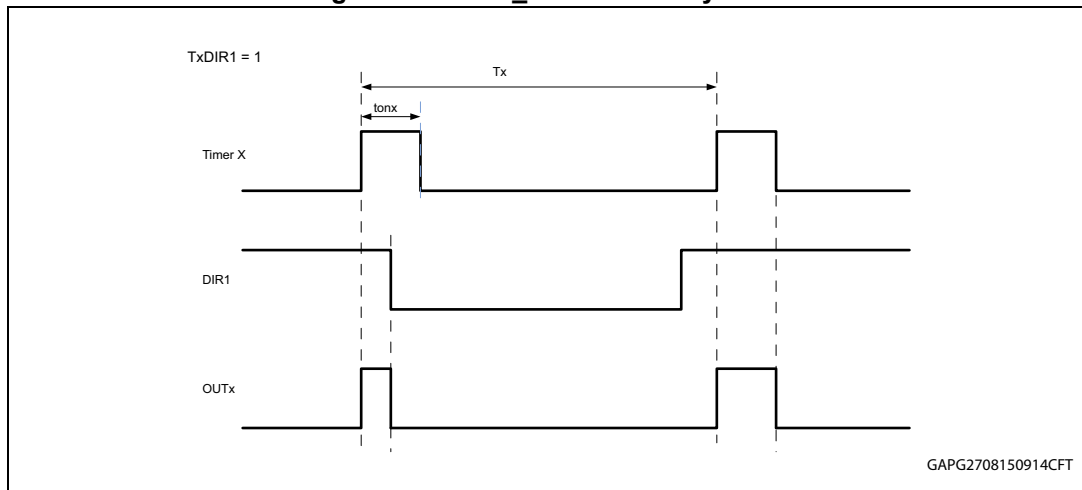 TxDIR1 = 1
Tx
tonx
Timer X
DIR1
OUTx
GAPG2708150914CFT